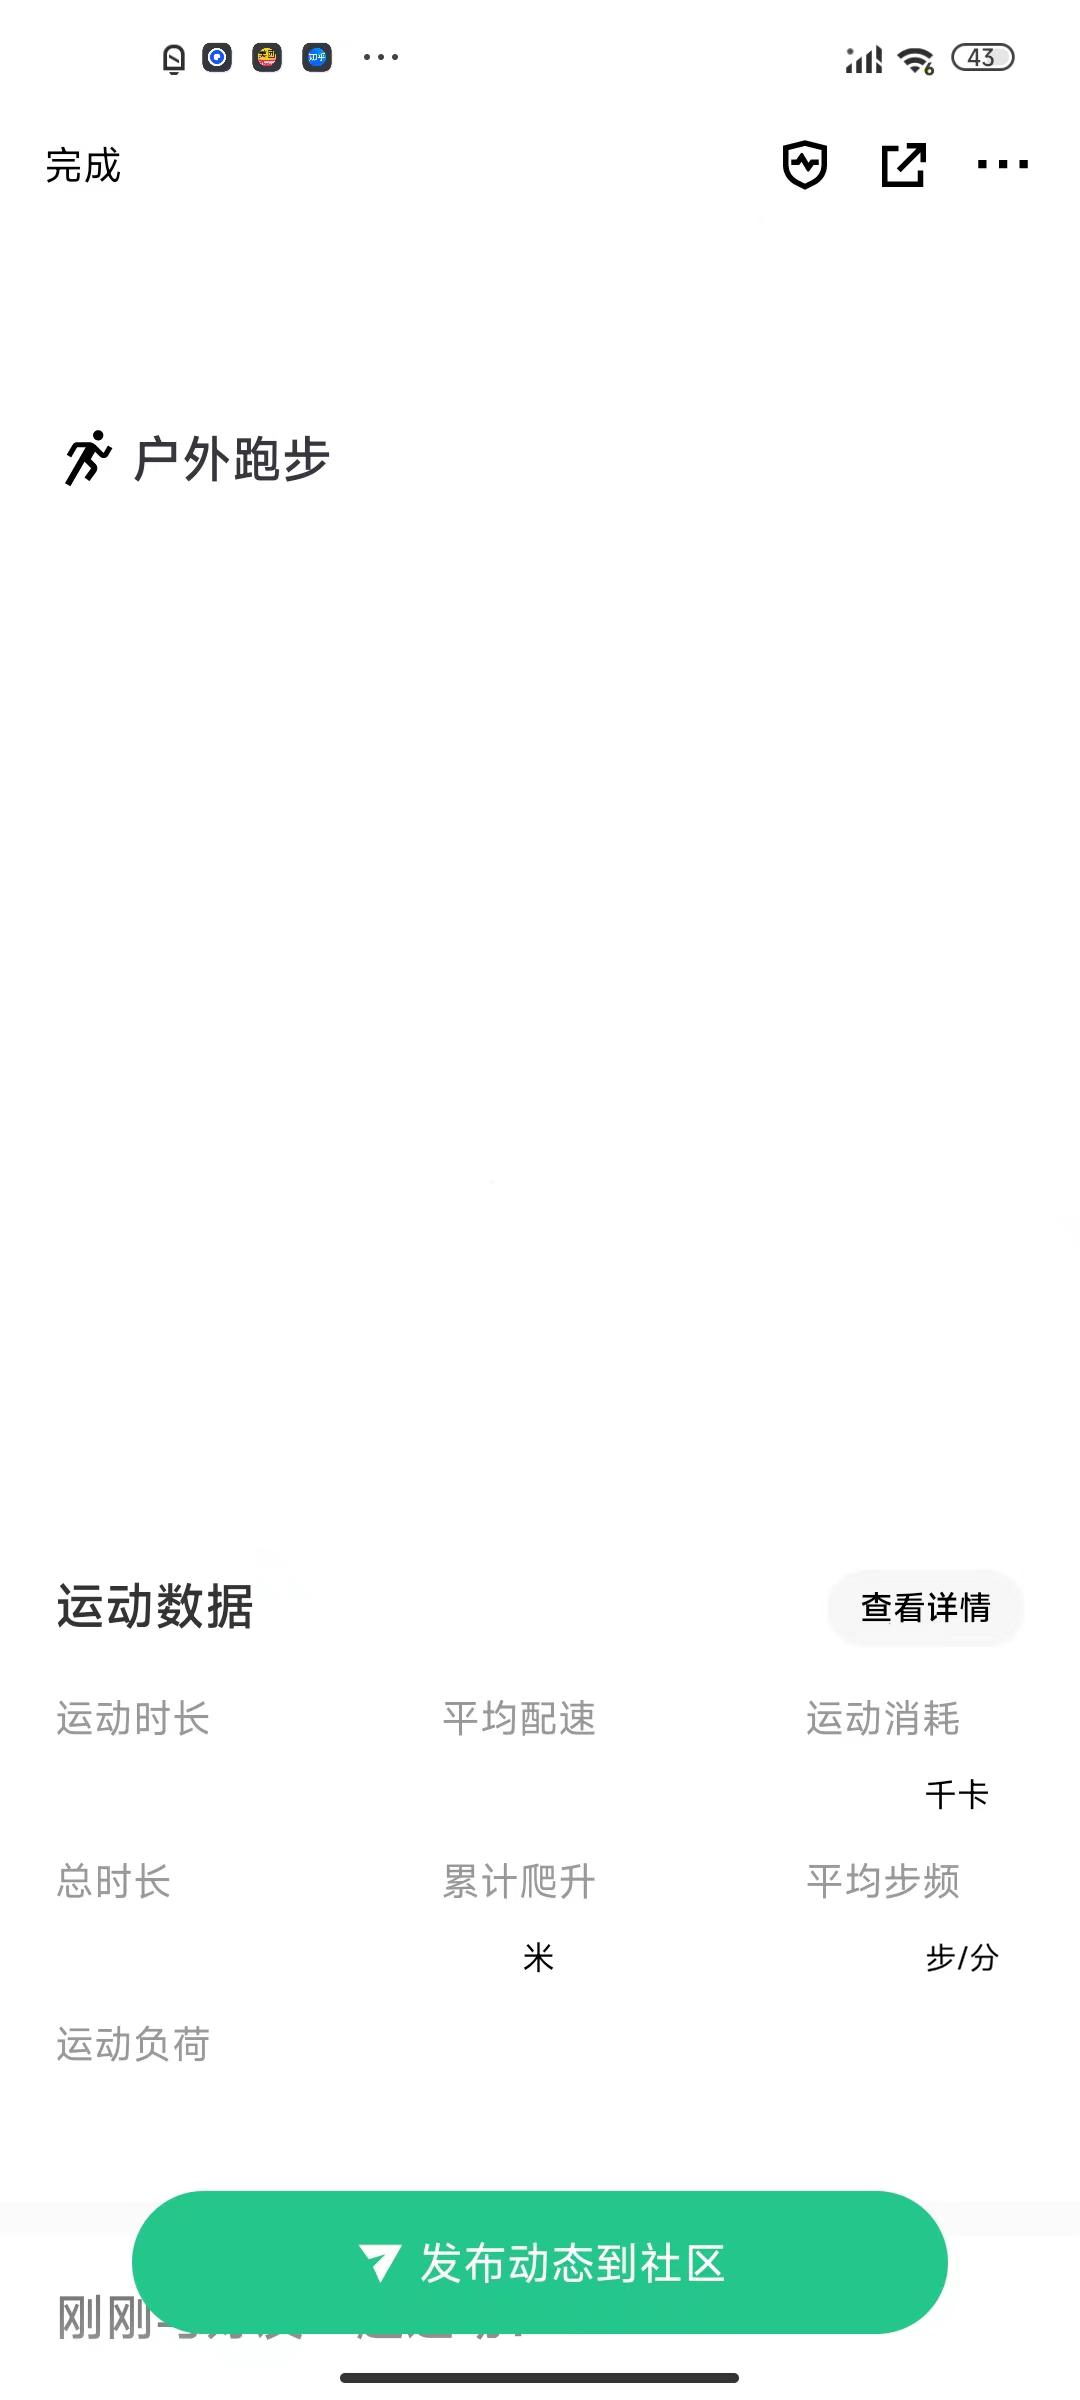 43
完成
户外跑步
运动数据
查看详情
运动时长 平均配速 运动消耗
千卡
总时长 累计爬升 平均步频
米 步/分
运动负荷
发布动态到社区
刚刚